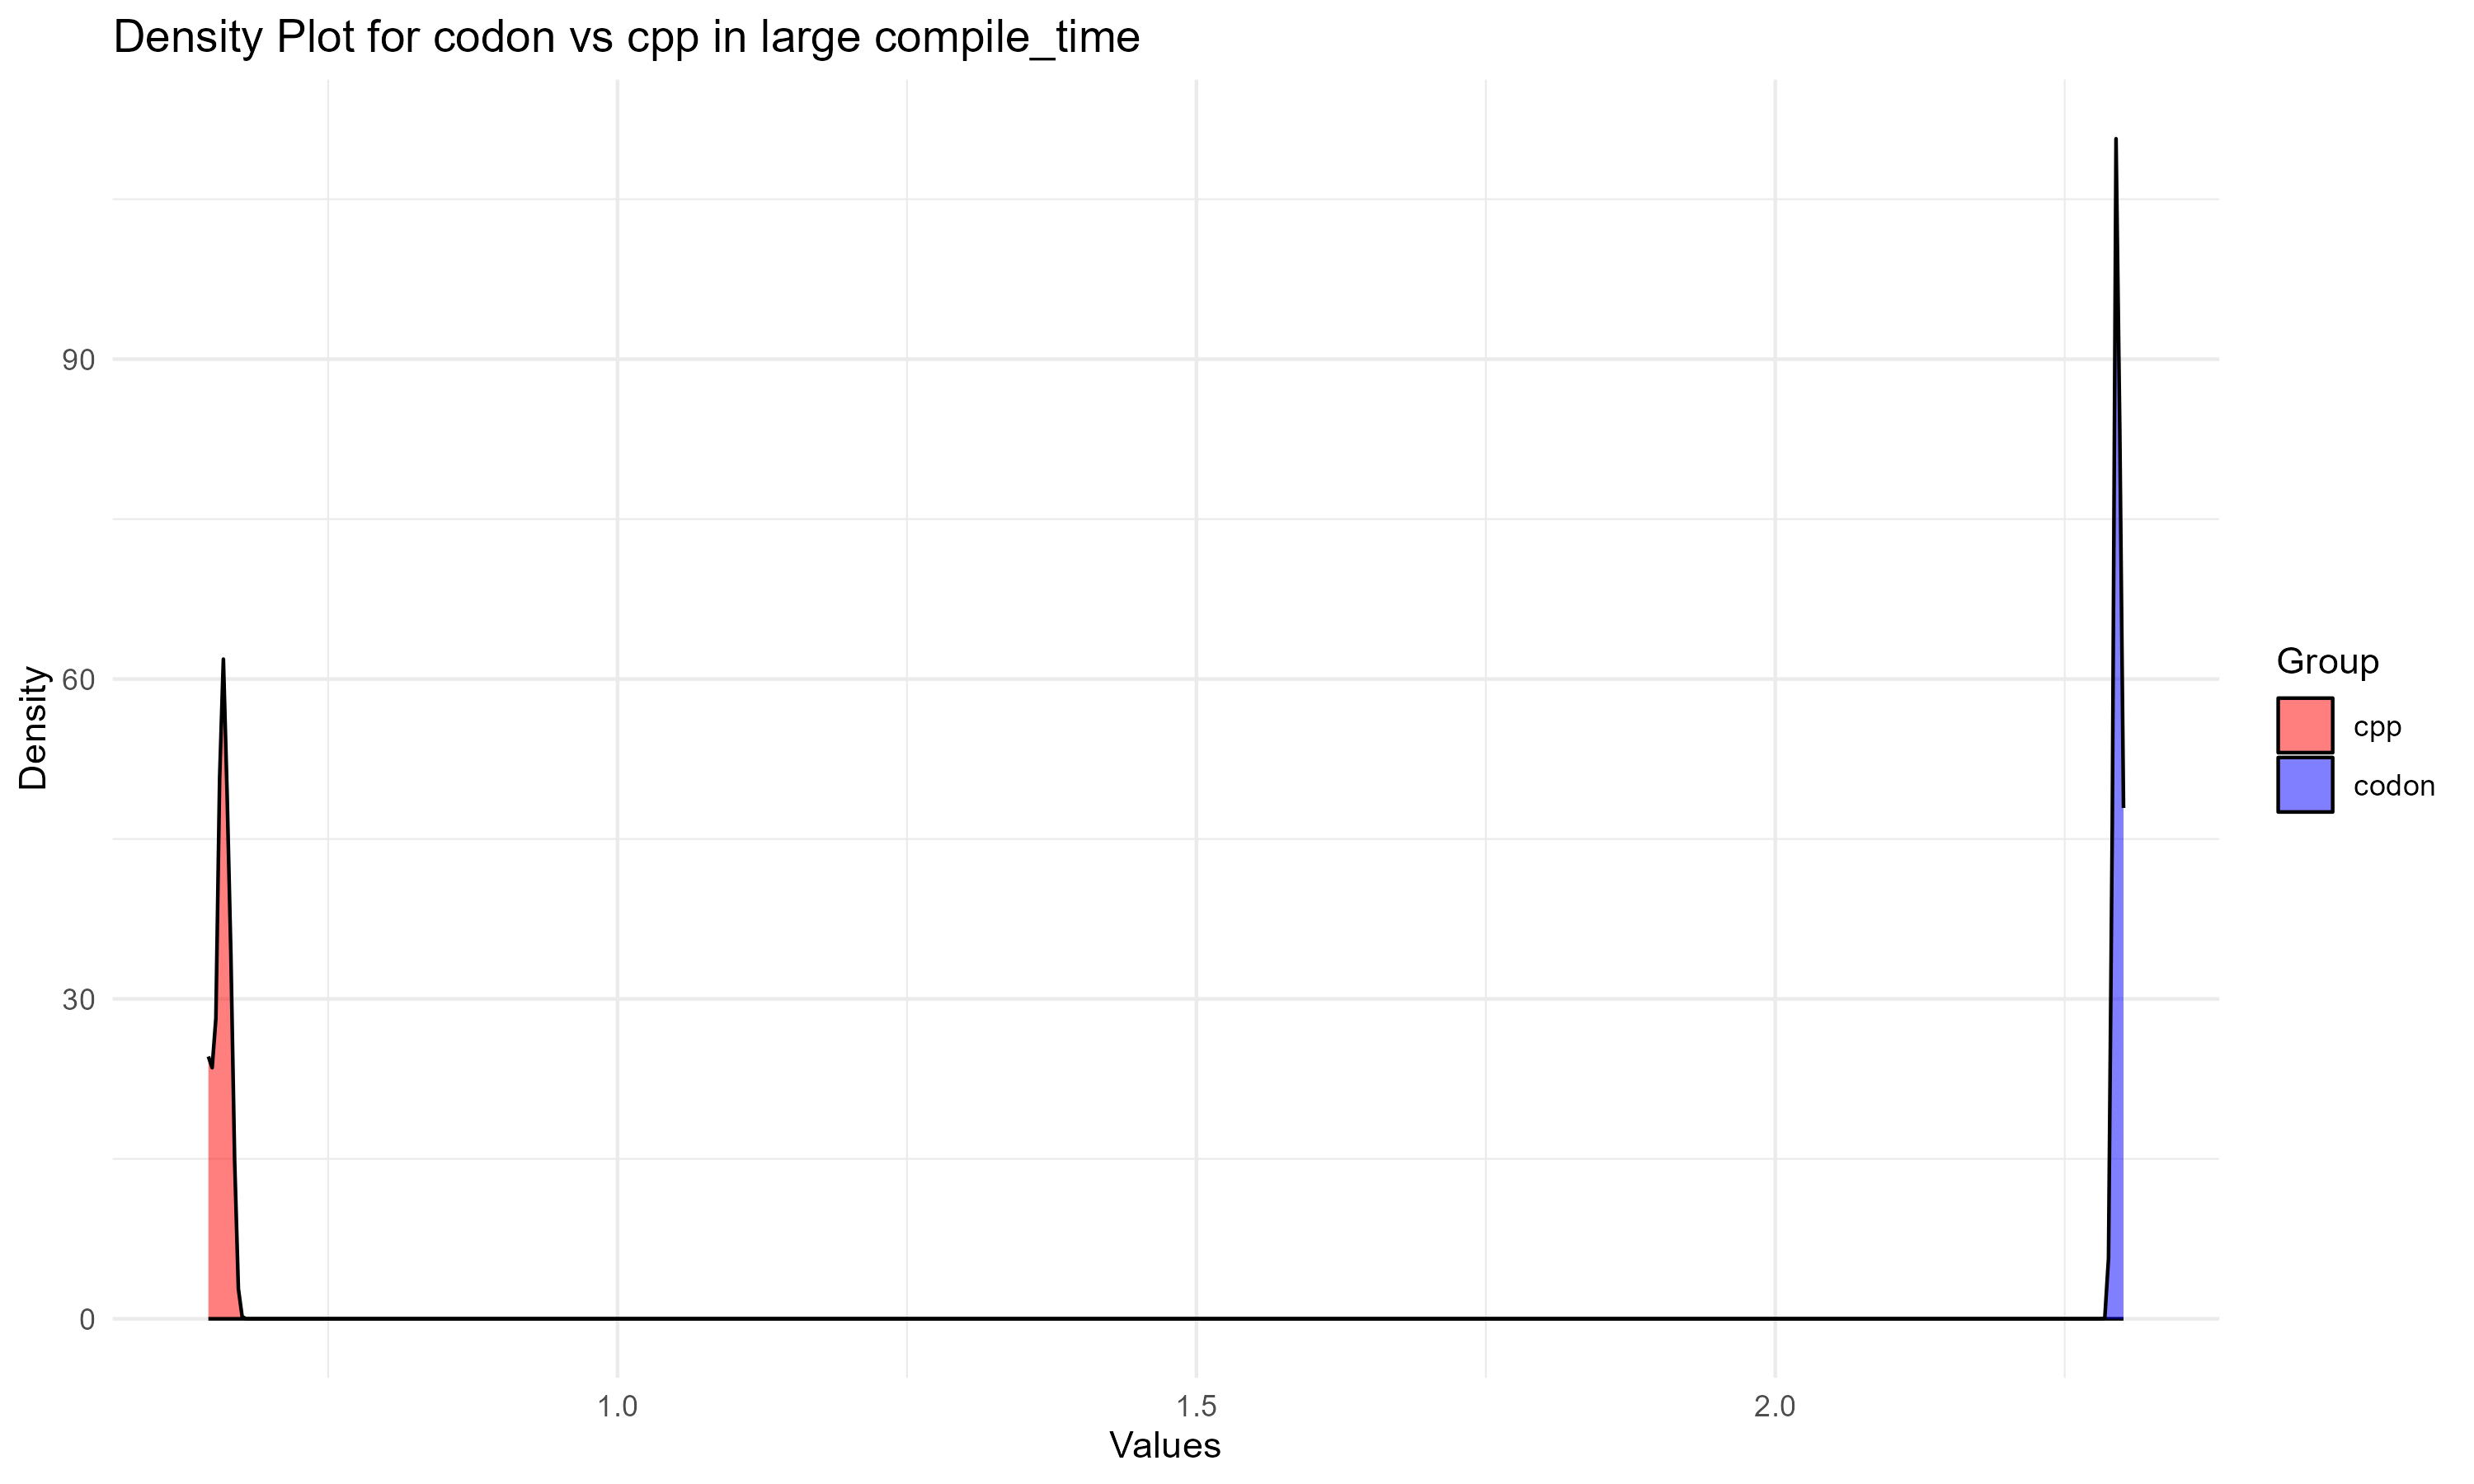 Density Plot for codon vs cpp in large compile_time
Density
90
60
30
0
1.0
1.5
2.0
Values
Group
cpp
codon